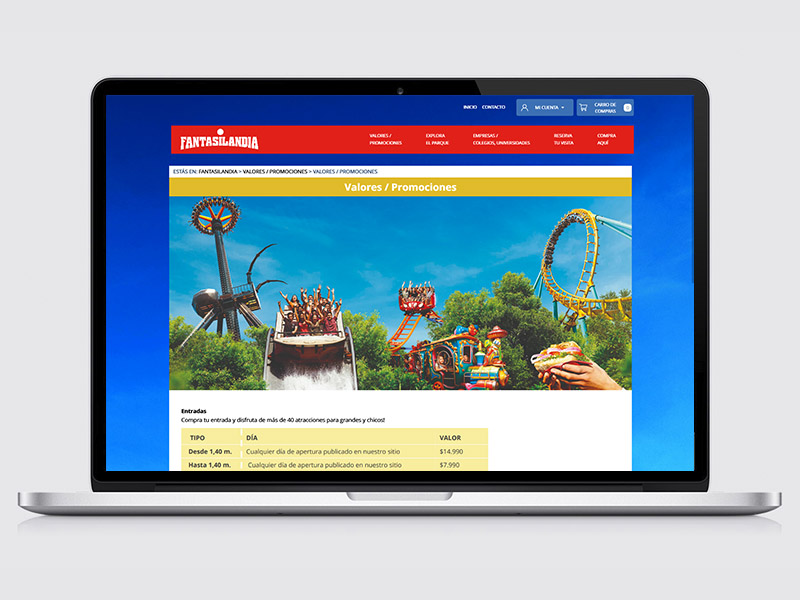 INICIO CONTACTO MI CUENTA CARRO DE
COMPRAS 0
FANTASILANDIA
VALORES / EXPLORA EMPRESAS / RESERVA COMPRA
PROMOCIONES EL PARQUE COLEGIOS, UNIVERSIDADES TU VISITA AQUÍ
ESTÁS EN: FANTASILANDIA > VALORES / PROMOCIONES > VALORES / PROMOCIONES
Valores / Promociones
Entradas
Compra tu entrada y disfruta de más de 40 atracciones para grandes y chicos!
TIPO DÍA VALOR
Desde 1,40 m. Cualquier día de apertura publicado en nuestro sitio $14.990
Hasta 1,40 m. Cualquier día de apertura publicado en nuestro sitio $7.990